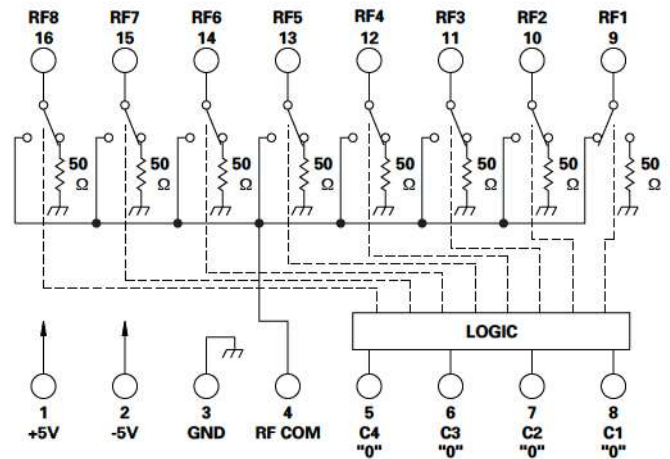 RF8 RF7 RF6 RF5 RF4 RF3 RF2 RF1
16 15 14 13 12 11 10 9
50 50 50 50 50 50 50 50
Ω Ω Ω Ω Ω Ω Ω Ω
LOGIC
1 2 3 4 5 6 7 8
+5V -5V GND RF COM C4 C3 C2 C1
"0" "0" "0" "0"